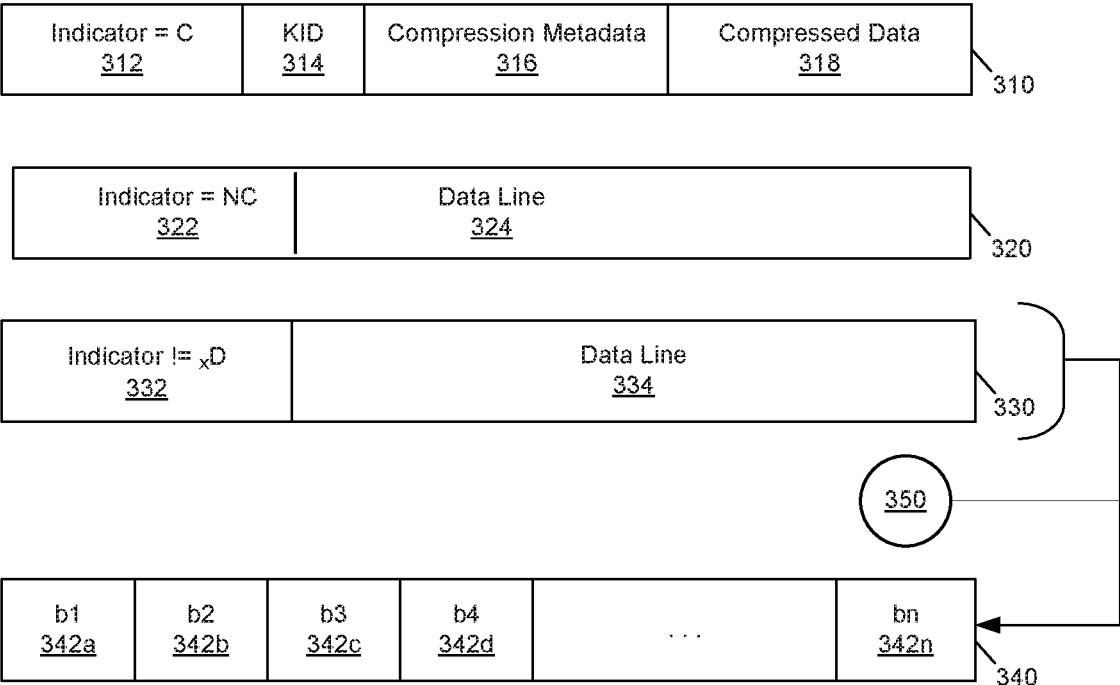 Indicator = C KID Compression Metadata Compressed Data
312 314 316 318
310
Indicator = NC Data Line
322 324
320
Indicator != xD Data Line
332 334
330
350
b1 b2 b3 b4 ... bn
342a 342b 342c 342d 342n
340